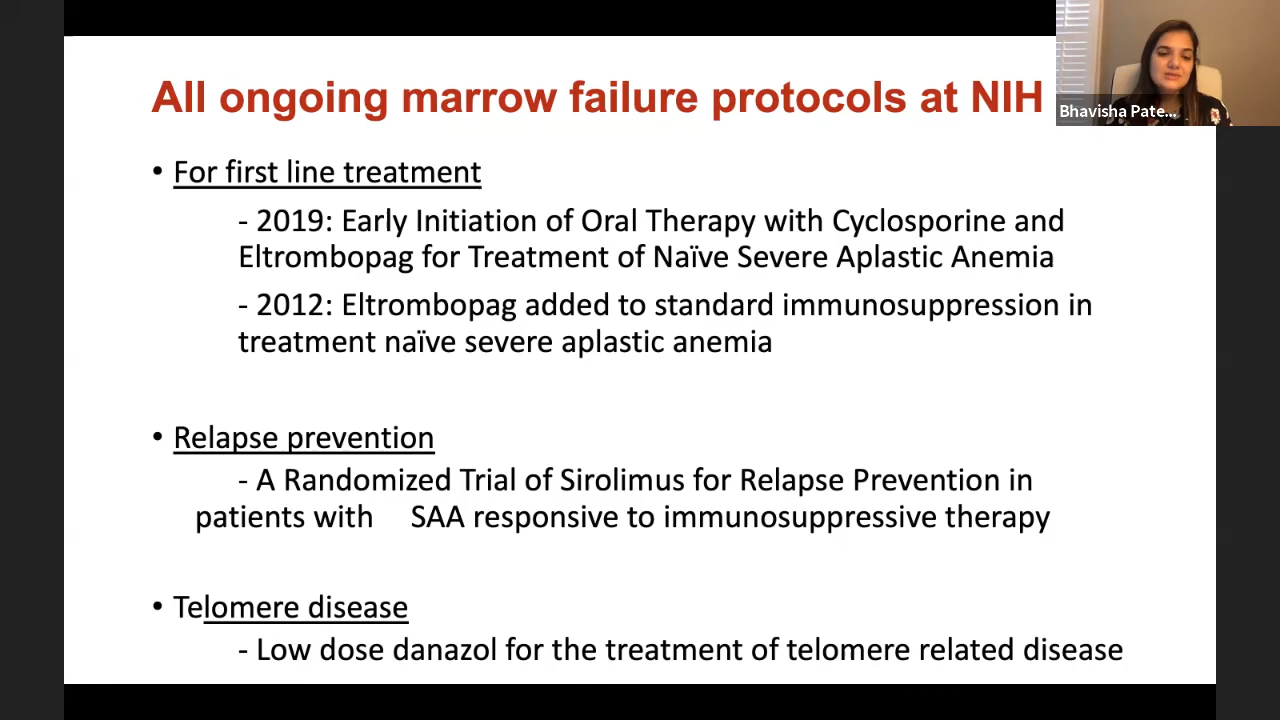 All ongoing marrow failure protocols at NIH
Bhavisha Pate...
• For first line treatment
- 2019: Early Initiation of Oral Therapy with Cyclosporine and
Eltrombopag for Treatment of Naïve Severe Aplastic Anemia
- 2012: Eltrombopag added to standard immunosuppression in
treatment naïve severe aplastic anemia
• Relapse prevention
- A Randomized Trial of Sirolimus for Relapse Prevention in
patients with SAA responsive to immunosuppressive therapy
• Telomere disease
- Low dose danazol for the treatment of telomere related disease